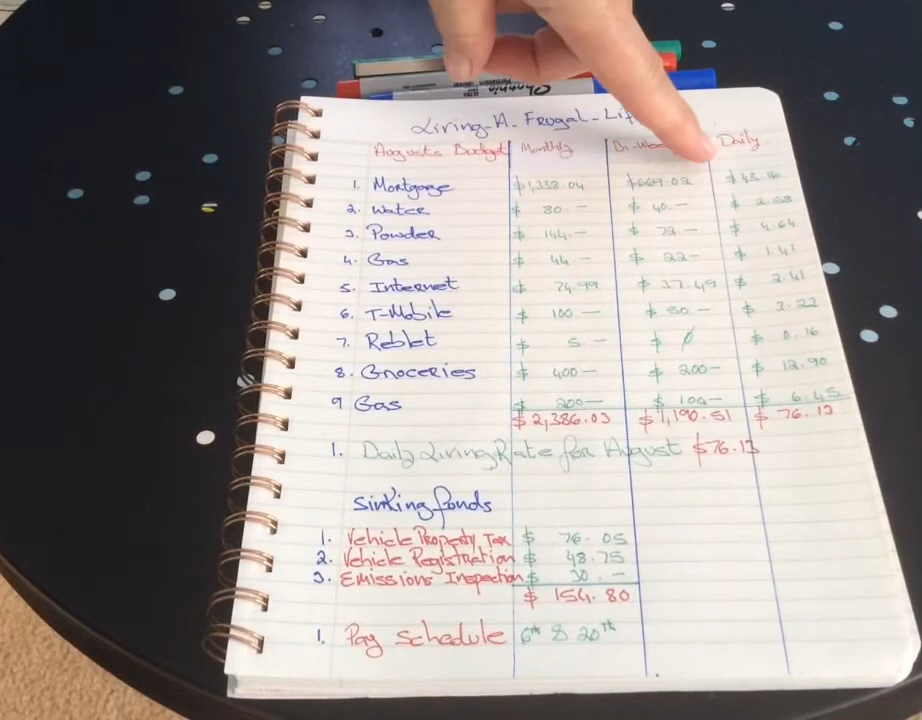 Living-A-Frugal-Lif
August's Budget Monthly Bi-Wee Daily
1. Mortgage $1,338.04 $669.02 $43.16
2. Water $ 80.— $ 40.— $ 2.58
3. Powder $ 144.— $ 72 — $ 4.64
4. Gas $ 44 — $ 22 — $ 1.41
5. Internet $ 74.99 $ 37.49 $ 2.41
6. T-Mobile $ 100 — $ 50.— $ 3.22
7. $ 5.— $ 0 $ 0.16
8. Groceries $ 400 — $ 200 — $ 12.90
9 Gas $ 200 — $ 100 — $ 6.45
$ 2,386.03 $ 1,190.51 $ 76.13
1. Daily Living Rate for August $76.13
Sinking funds
1. Vehicle Property Tax $ 76.05
2. Vehicle Registration $ 48.75
3. Emissions Inspection $ 30.—
$ 154.80
1. Pay Schedule 6th & 20th